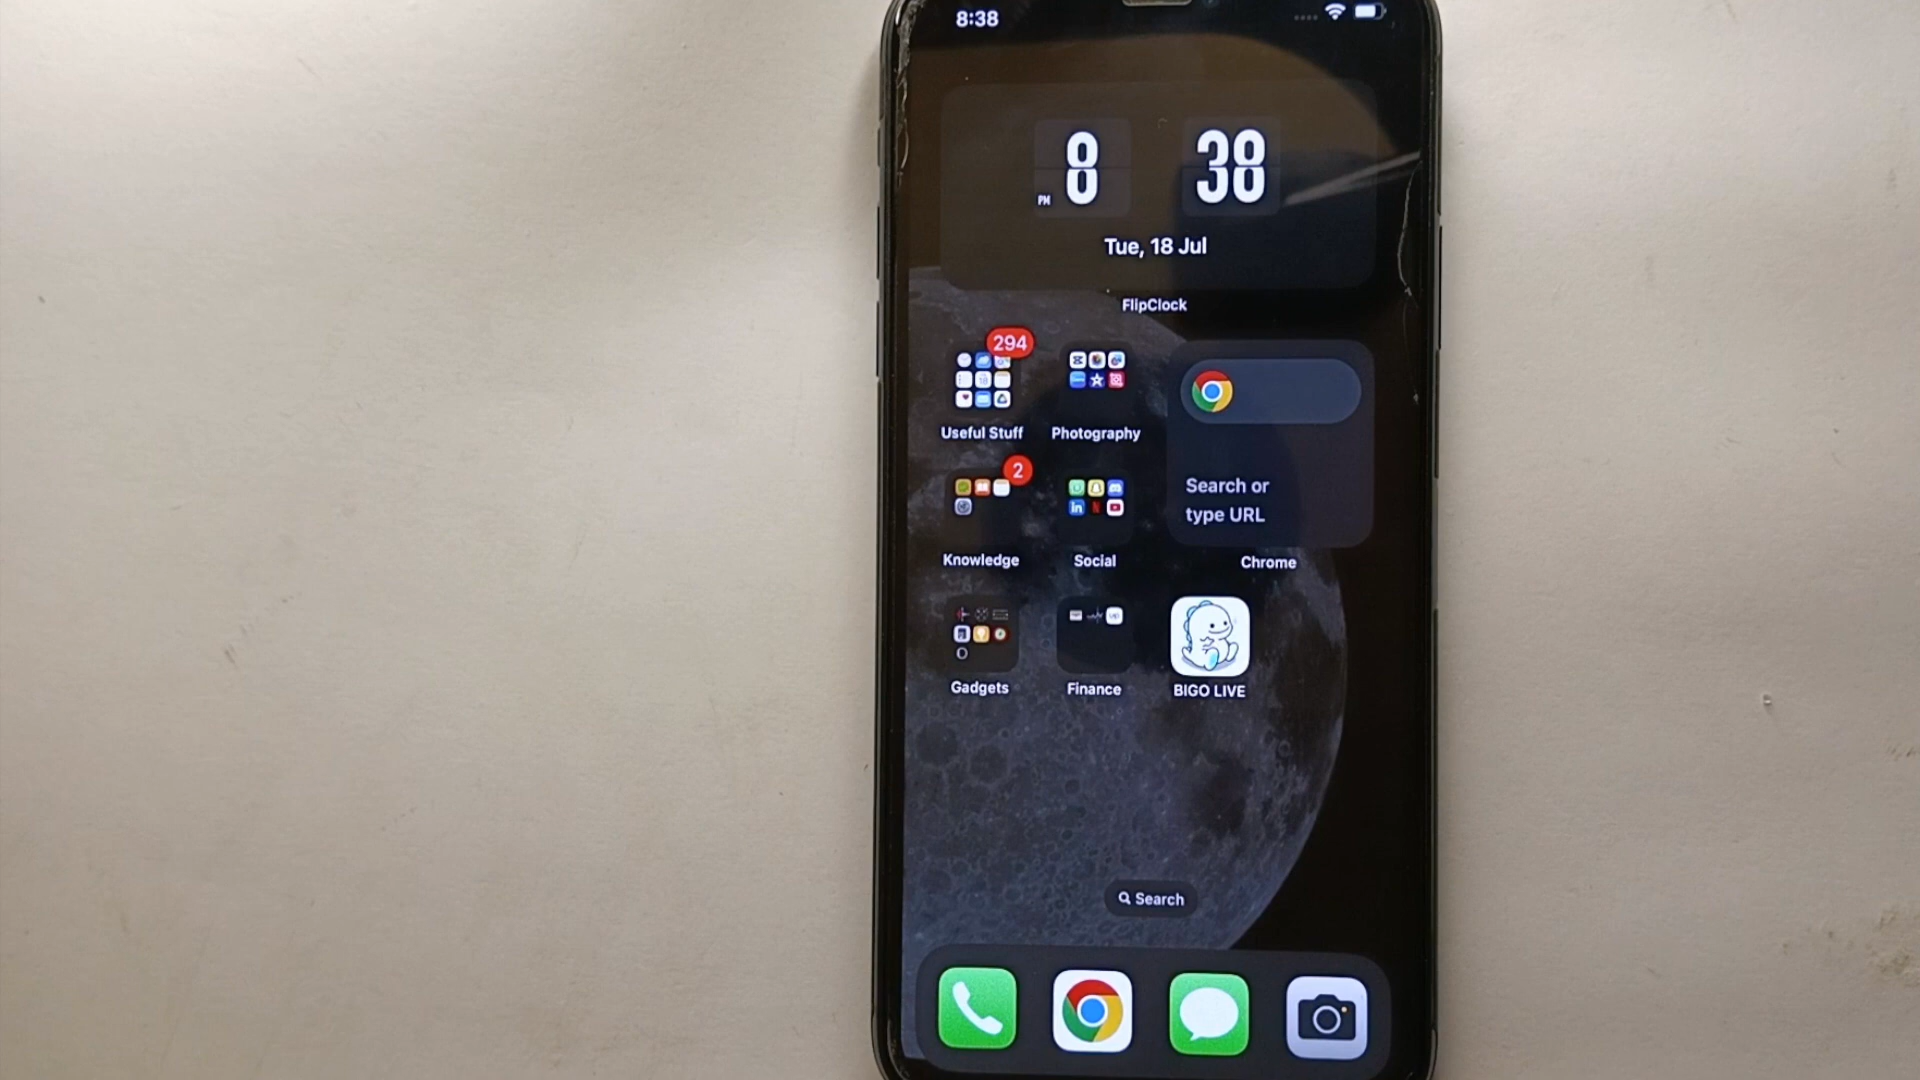 8:38
8 38
PM
Tue, 18 Jul
FlipClock
294
Useful Stuff Photography
2
Search or
type URL
Knowledge Social Chrome
in
Gadgets Finance BIGO LIVE
Search